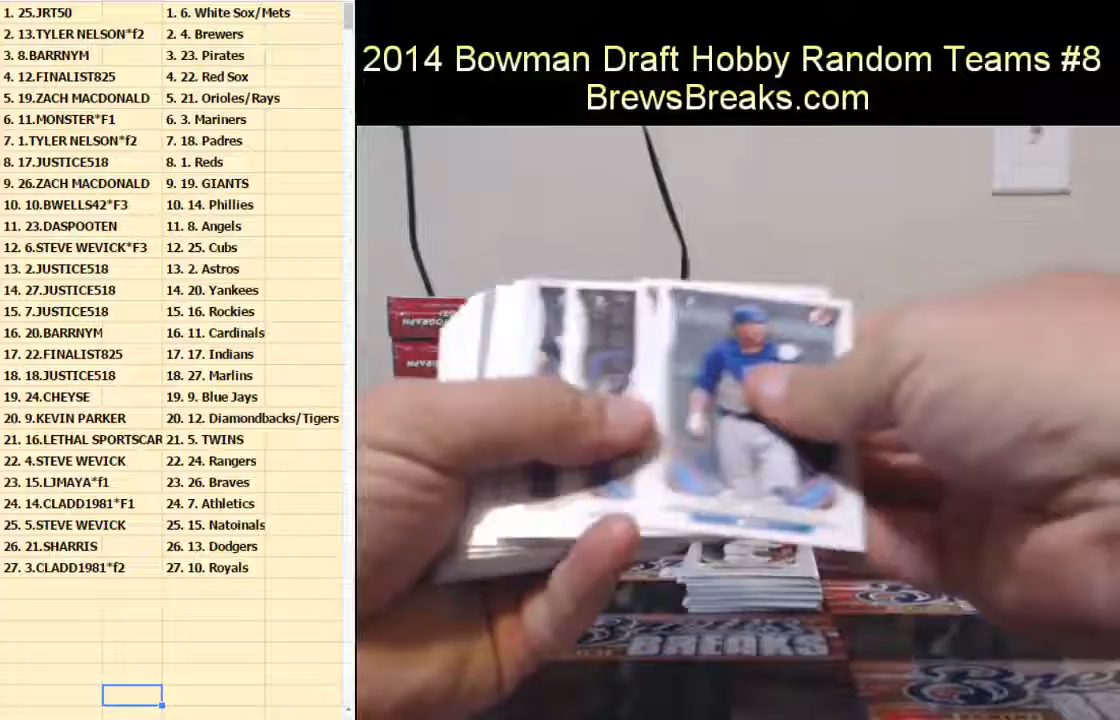 1. 25.JRT50 1. 6. White Sox/Mets
2. 13.TYLER NELSON*f2 2. 4. Brewers
3. 8.BARRNYM 3. 23. Pirates
4. 12.FINALIST825 4. 22. Red Sox
5. 19.ZACH MACDONALD 5. 21. Orioles/Rays
6. 11.MONSTER*F1 6. 3. Mariners
7. 1.TYLER NELSON*f2 7. 18. Padres
8. 17.JUSTICE518 8. 1. Reds
9. 26.ZACH MACDONALD 9. 19. GIANTS
10. 10.BWELLS42*F3 10. 14. Phillies
11. 23.DASPOOTEN 11. 8. Angels
12. 6.STEVE WEVICK*F3 12. 25. Cubs
13. 2.JUSTICE518 13. 2. Astros
14. 27.JUSTICE518 14. 20. Yankees
15. 7.JUSTICE518 15. 16. Rockies
16. 20.BARRNYM 16. 11. Cardinals
17. 22.FINALIST825 17. 17. Indians
18. 18.JUSTICE518 18. 27. Marlins
19. 24.CHEYSE 19. 9. Blue Jays
20. 9.KEVIN PARKER 20. 12. Diamondbacks/Tigers
21. 16.LETHAL SPORTSCAR 21. 5. TWINS
22. 4.STEVE WEVICK 22. 24. Rangers
23. 15.LJMAYA*f1 23. 26. Braves
24. 14.CLADD1981*F1 24. 7. Athletics
25. 5.STEVE WEVICK 25. 15. Natoinals
26. 21.SHARRIS 26. 13. Dodgers
27. 3.CLADD1981*f2 27. 10. Royals
2014 Bowman Draft Hobby Random Teams #8
BrewsBreaks.com
BREAKS